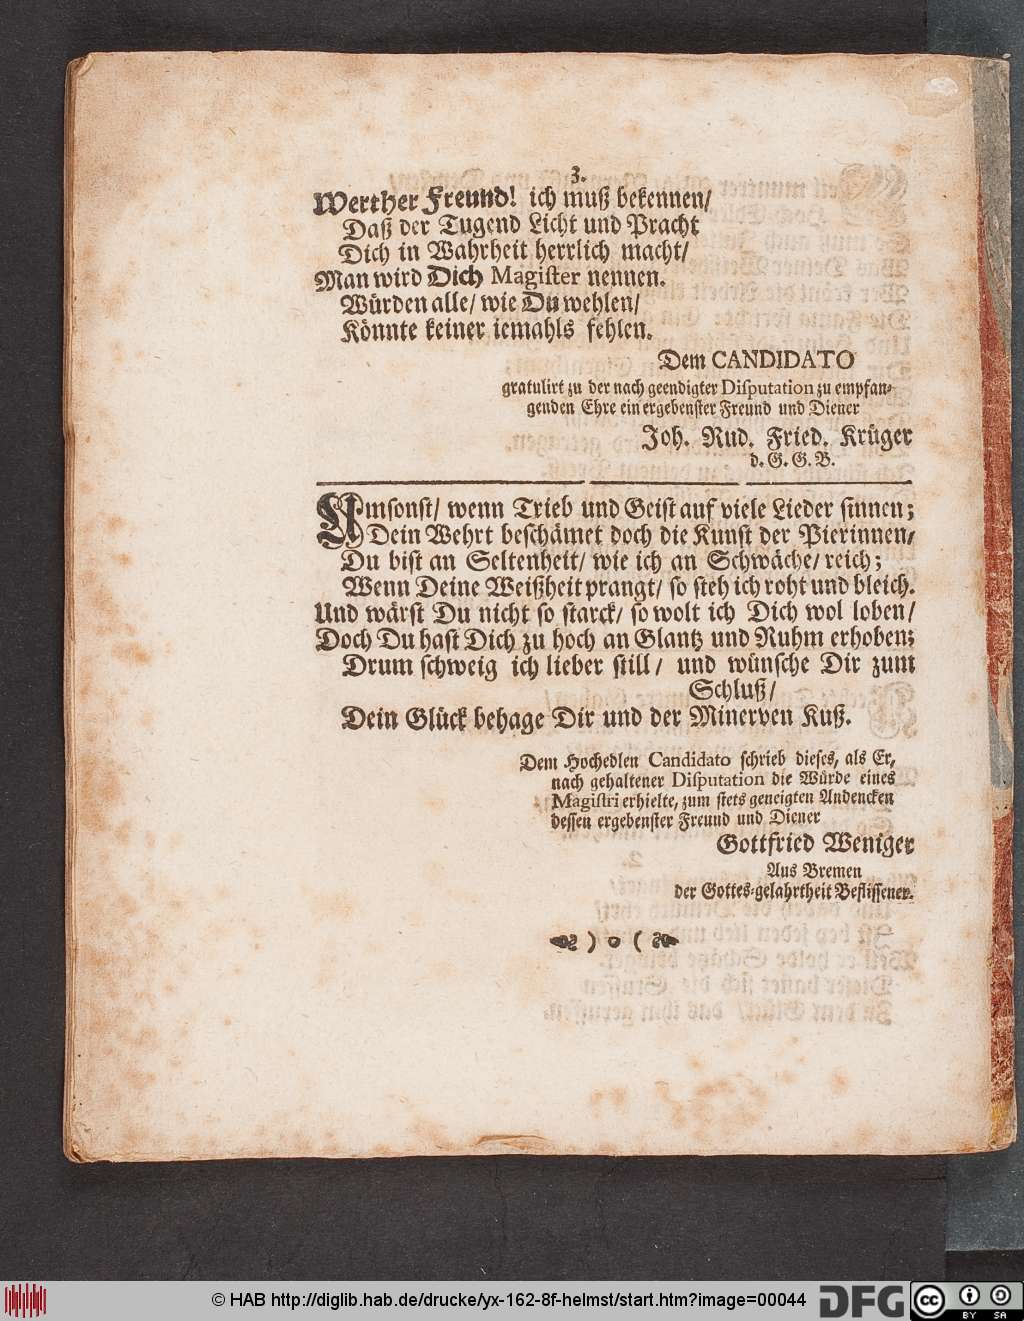 3.
Werther Freund! ich muß bekennen/
Daß der Tugend Licht und Pracht
Dich in Wahrheit herrlich macht/
Man wird Dich Magister nennen.
Würden alle/ wie Du wehlen/
Könnte keiner iemahls fehlen.
Dem CANDIDATO
gratulirt zu der nach geendigter Disputation zu empfan-
genden Ehre ein ergebenster Freund und Diener
Joh. Rud. Fried. Krüger
d. G. G. B.
Umsonst/ wenn Trieb und Geist auf viele Lieder sinnen;
Dein Wehrt beschämet doch die Kunst der Pierinnen/
Du bist an Seltenheit/ wie ich an Schwäche/ reich;
Wenn Deine Weißheit prangt/ so steh ich roht und bleich.
Und wärst Du nicht so starck/ so wolt ich Dich wol loben/
Doch Du hast Dich zu hoch an Glantz und Ruhm erhoben;
Drum schweig ich lieber still/ und wünsche Dir zum
Schluß/
Dein Glück behage Dir und der Minerven Kuß.
Dem Hochedlen Candidato schrieb dieses, als Er,
nach gehaltener Disputation die Würde eines
Magistri erhielte, zum stets geneigten Andencken
dessen ergebenster Freund und Diener
Gottfried Weniger
Aus Bremen
der Gottes-gelahrtheit Beflissener.
) o (
© HAB http://diglib.hab.de/drucke/yx-162-8f-helmst/start.htm?image=00044
DFG
cc
BY SA